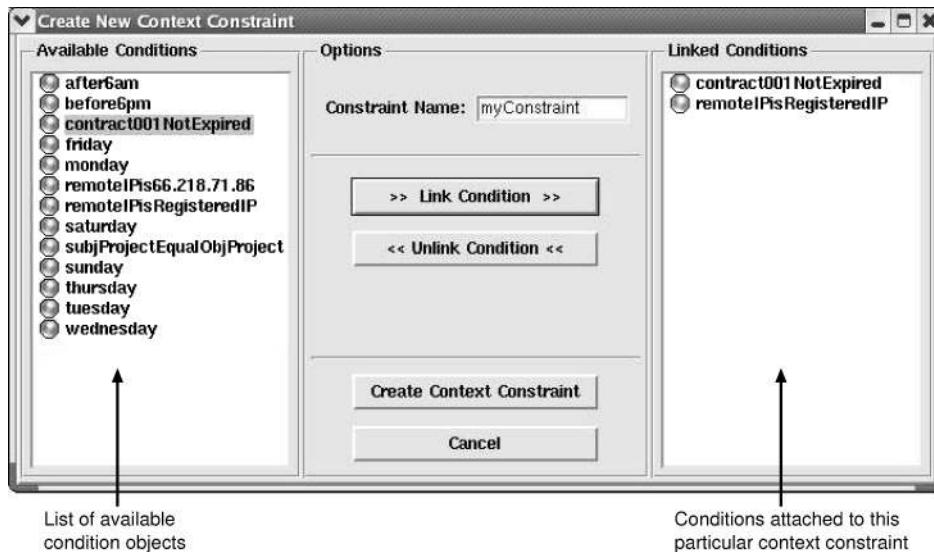 Create New Context Constraint
Available Conditions
after6am
before6pm
contract001NotExpired
friday
monday
remoteIPis66.218.71.86
remoteIPisRegisteredIP
saturday
subjProjectEqualObjProject
sunday
thursday
tuesday
wednesday
Options
Constraint Name: myConstraint
>> Link Condition >>
<< Unlink Condition <<
Create Context Constraint
Cancel
Linked Conditions
contract001NotExpired
remoteIPisRegisteredIP
List of available
condition objects
Conditions attached to this
particular context constraint